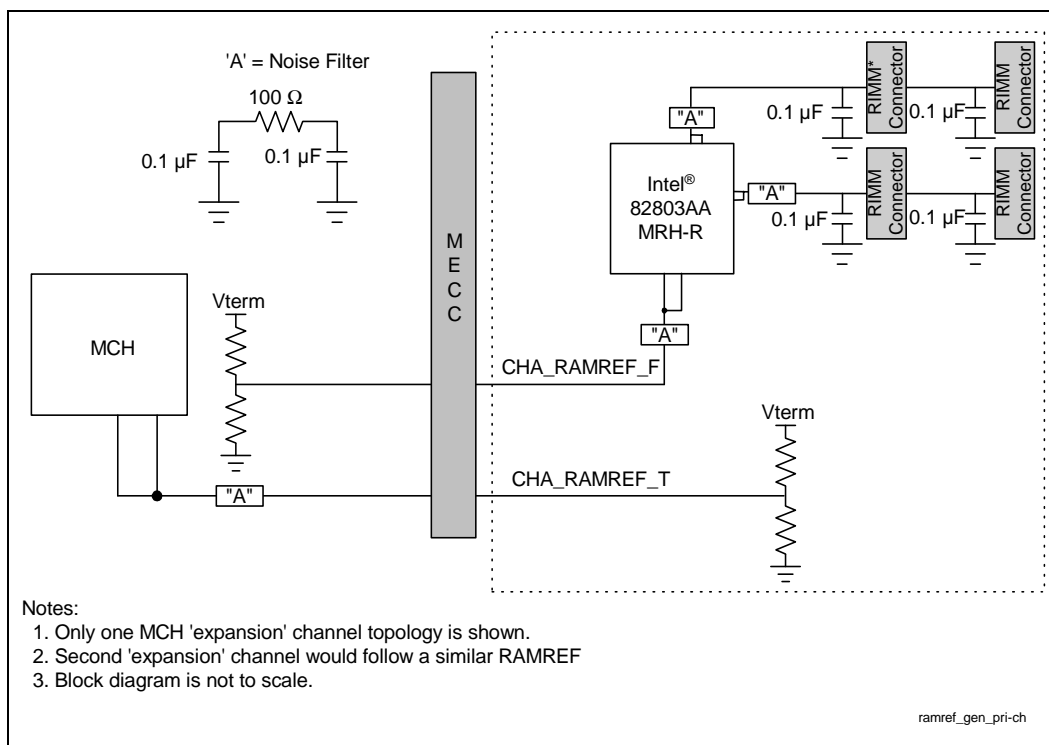 'A' = Noise Filter
100 Ω
0.1 µF
0.1 µF
MECC
"A"
0.1 µF
RIMM*
Connector
0.1 µF
RIMM
Connector
Intel®
82803AA
MRH-R
"A"
0.1 µF
RIMM
Connector
0.1 µF
RIMM
Connector
MCH
Vterm
"A"
CHA_RAMREF_F
Vterm
CHA_RAMREF_T
"A"
Notes:
1. Only one MCH 'expansion' channel topology is shown.
2. Second 'expansion' channel would follow a similar RAMREF
3. Block diagram is not to scale.
ramref_gen_pri-ch